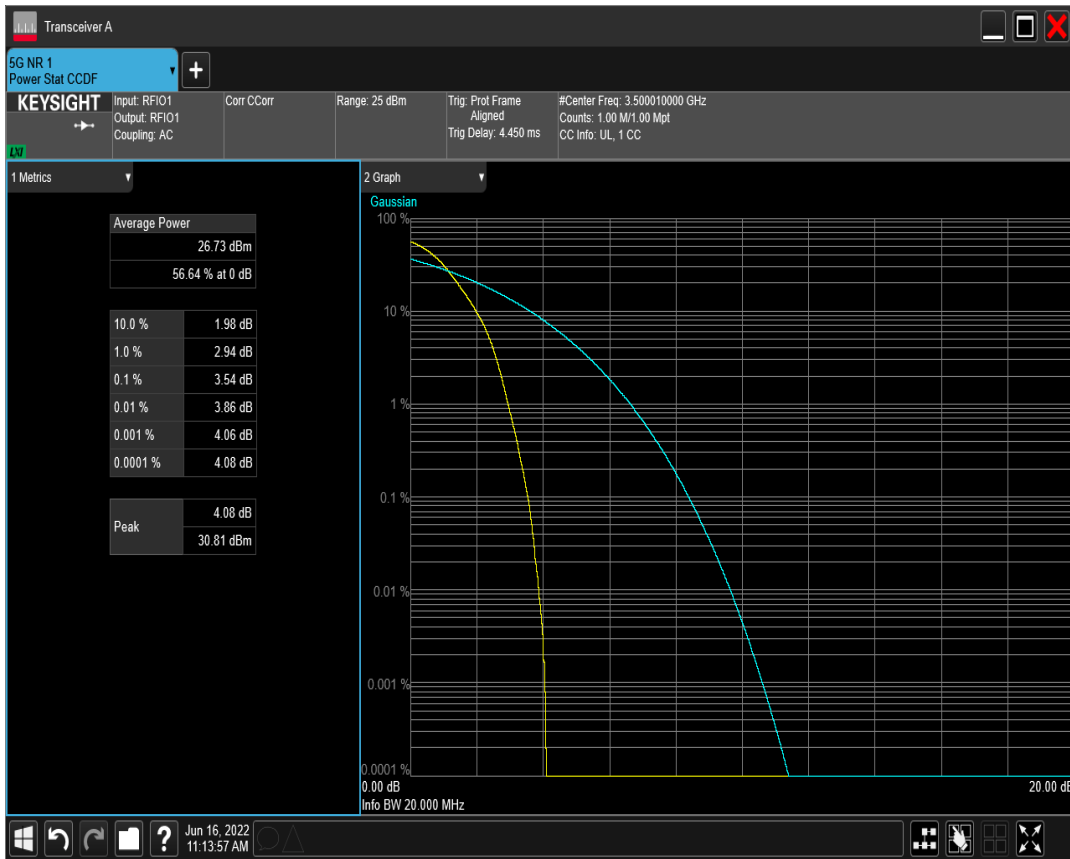 Transceiver A
5G NR 1
Power Stat CCDF
+
KEYSIGHT
LXI
Input: RFIO1
Output: RFIO1
Coupling: AC
Corr CCorr
Range: 25 dBm
Trig: Prot Frame
Aligned
Trig Delay: 4.450 ms
#Center Freq: 3.500010000 GHz
Counts: 1.00 M/1.00 Mpt
CC Info: UL, 1 CC
1 Metrics
Average Power
26.73 dBm
56.64 % at 0 dB
10.0 % 1.98 dB
1.0 % 2.94 dB
0.1 % 3.54 dB
0.01 % 3.86 dB
0.001 % 4.06 dB
0.0001 % 4.08 dB
Peak
4.08 dB
30.81 dBm
2 Graph
Gaussian
100 %
10 %
1 %
0.1 %
0.01 %
0.001 %
0.0001 %
0.00 dB 20.00 dB
Info BW 20.000 MHz
?
Jun 16, 2022
11:13:57 AM